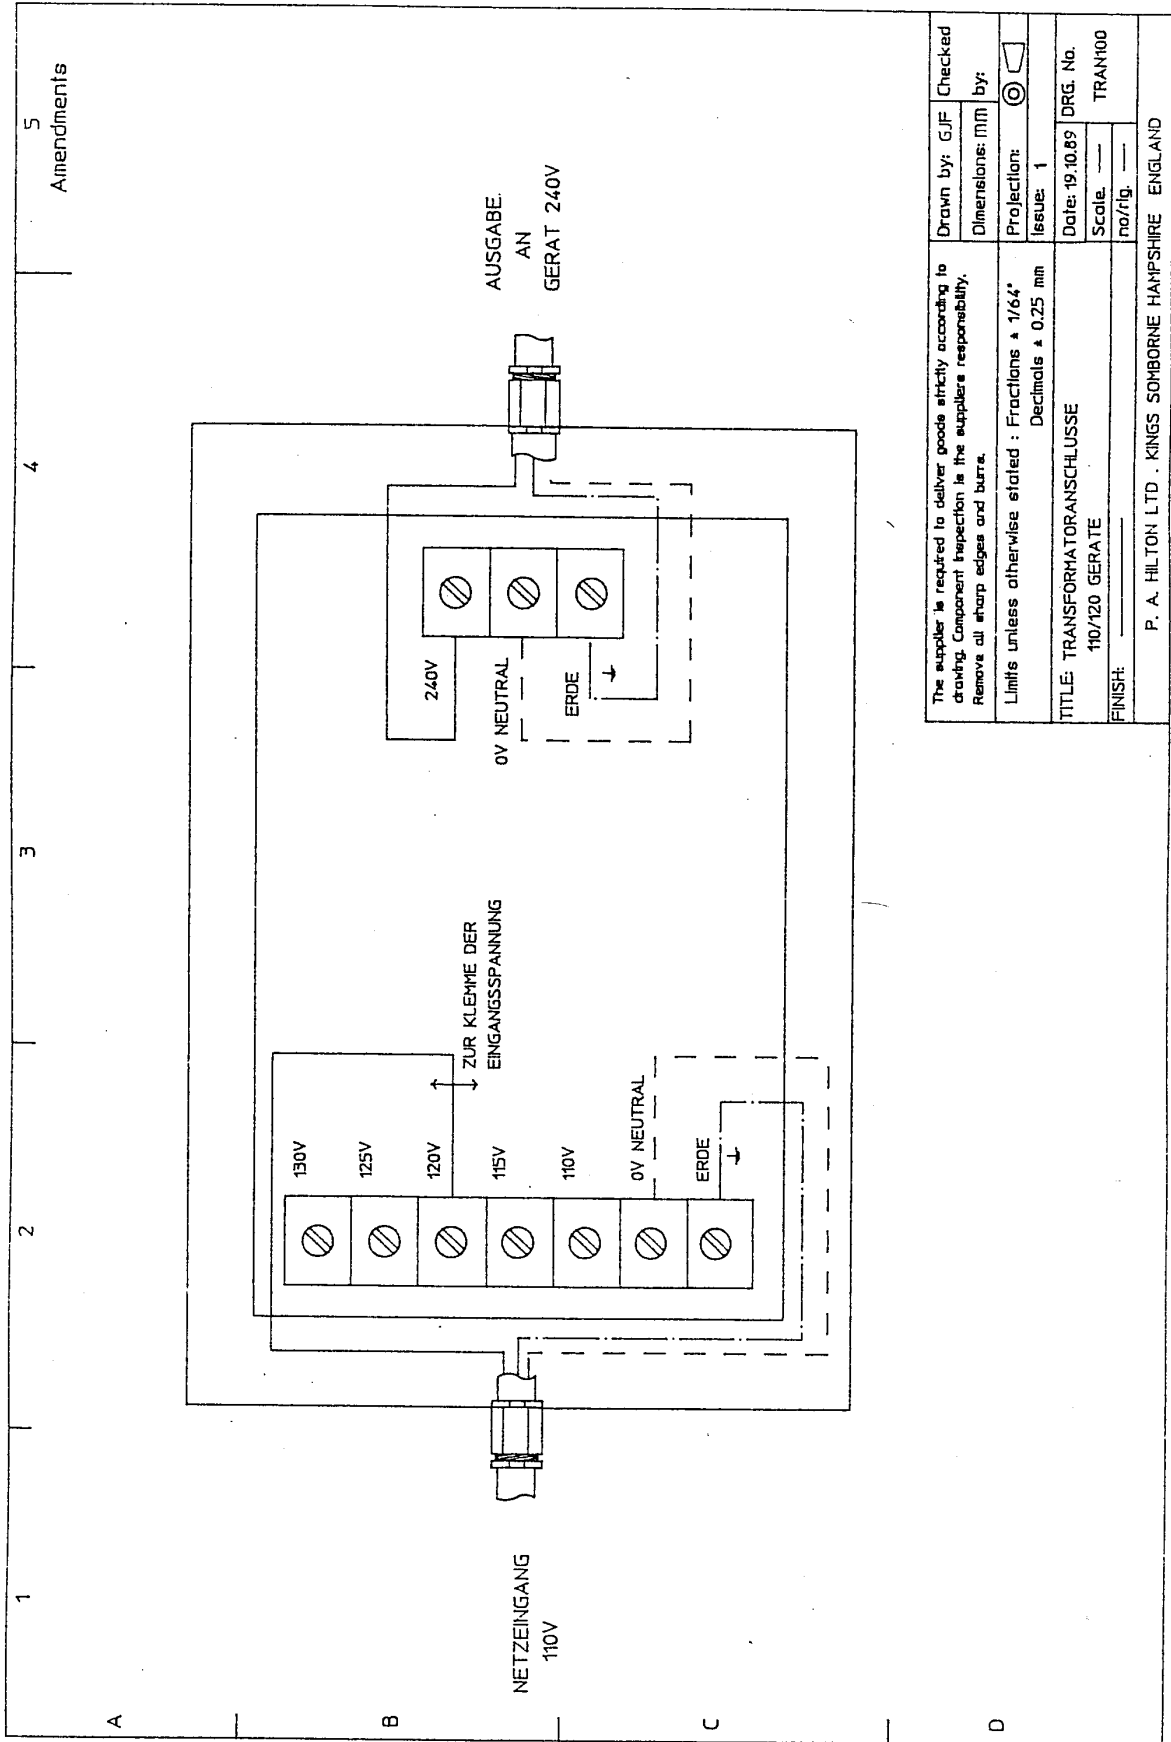 1
2
3
4
5
Amendments
A
B
C
D
NETZEINGANG
110V
130V
125V
120V
115V
110V
0V NEUTRAL
ERDE
ZUR KLEMME DER
EINGANGSSPANNUNG
240V
0V NEUTRAL
ERDE
AUSGABE.
AN
GERAT 240V
The supplier is required to deliver goods strictly according to
drawing. Component inspection is the suppliers responsibility.
Remove all sharp edges and burrs.
Drawn by: GJF
Checked
by:
Dimensions: mm
Limits unless otherwise stated : Fractions ± 1/64"
Decimals ± 0.25 mm
Projection:
Issue: 1
TITLE: TRANSFORMATORANSCHLUSSE
110/120 GERATE
Date: 19.10.89
DRG. No.
TRAN100
Scale. —
FINISH:
no/rig. —
P. A. HILTON LTD . KINGS SOMBORNE HAMPSHIRE ENGLAND